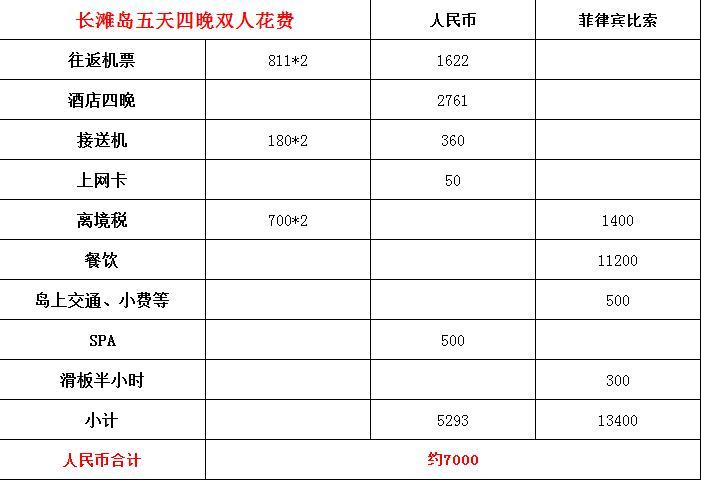 长滩岛五天四晚双人花费 人民币 菲律宾比索
往返机票 811*2 1622
酒店四晚 2761
接送机 180*2 360
上网卡 50
离境税 700*2 1400
餐饮 11200
岛上交通、小费等 500
SPA 500
滑板半小时 300
小计 5293 13400
人民币合计 约7000